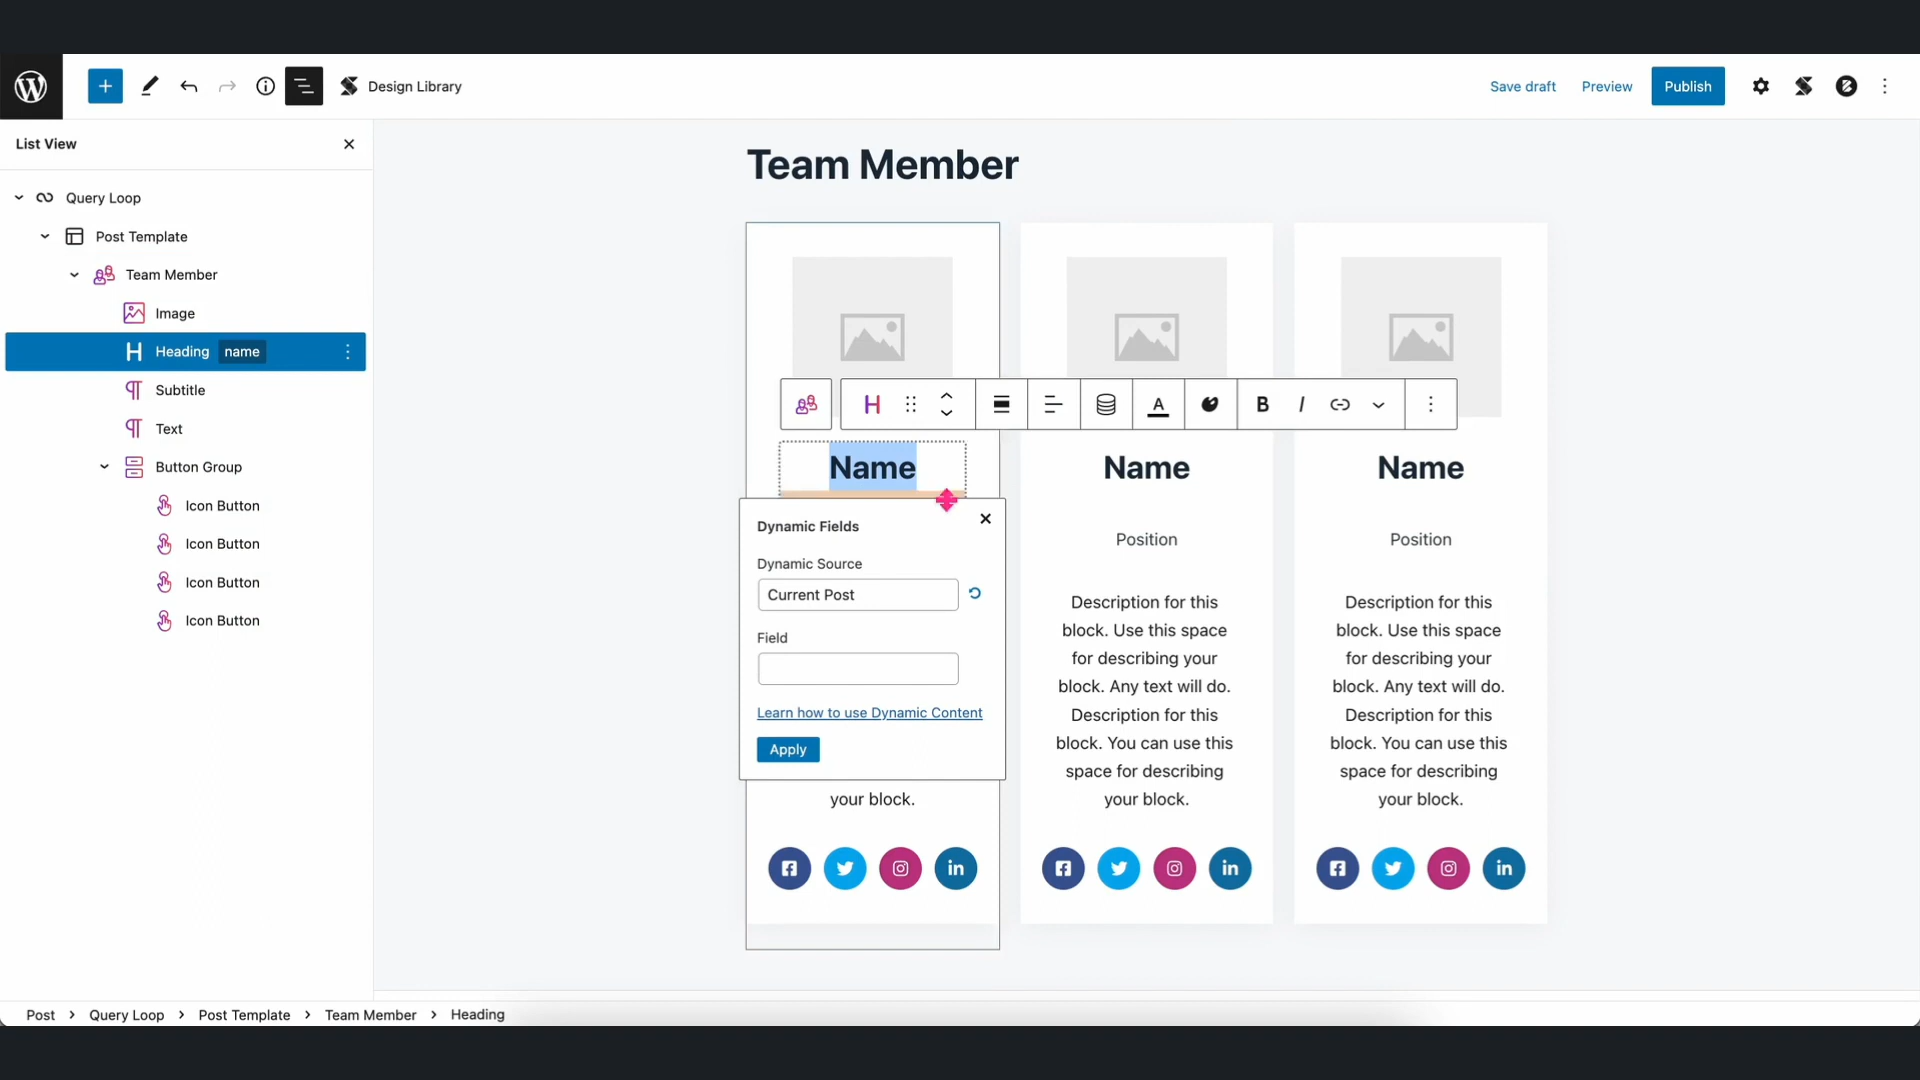 Design Library
Save draft
Preview
Publish
List View
Query Loop
Post Template
Team Member
Image
Heading name
Subtitle
Text
Button Group
Icon Button
Icon Button
Icon Button
Icon Button
Team Member
Name
Dynamic Fields
Dynamic Source
Current Post
Field
Learn how to use Dynamic Content
Apply
your block.
Name
Position
Description for this
block. Use this space
for describing your
block. Any text will do.
Description for this
block. You can use this
space for describing
your block.
Name
Position
Description for this
block. Use this space
for describing your
block. Any text will do.
Description for this
block. You can use this
space for describing
your block.
Post > Query Loop > Post Template > Team Member > Heading